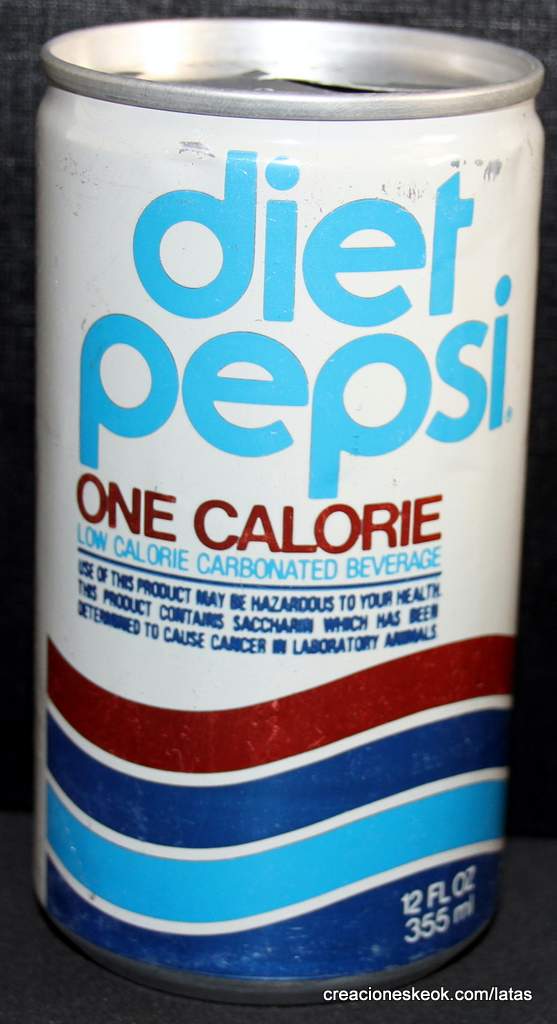 diet
pepsi®
ONE CALORIE
LOW CALORIE CARBONATED BEVERAGE
USE OF THIS PRODUCT MAY BE HAZARDOUS TO YOUR HEALTH.
THIS PRODUCT CONTAINS SACCHARIN WHICH HAS BEEN
DETERMINED TO CAUSE CANCER IN LABORATORY ANIMALS.
12 FL OZ
355 ml
creacioneskeok.com/latas